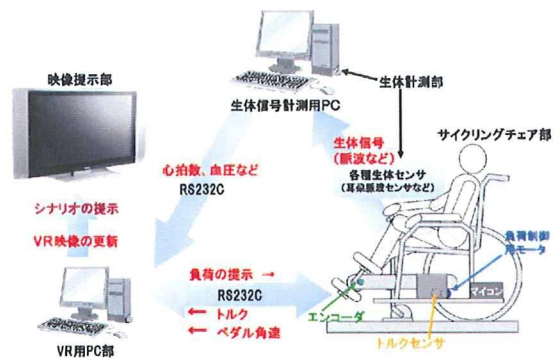 映像提示部
生体信号計測用PC
生体計測部
サイクリングチェア部
生体信号
(脈波など)
各種生体センサ
(耳朶脈波センサなど)
心拍数、血圧など
RS232C
シナリオの提示
VR映像の更新
負荷制御
用モータ
負荷の提示 →
RS232C
← トルク
← ペダル角速
エンコーダ
マイコン
トルクセンサ
VR用PC部